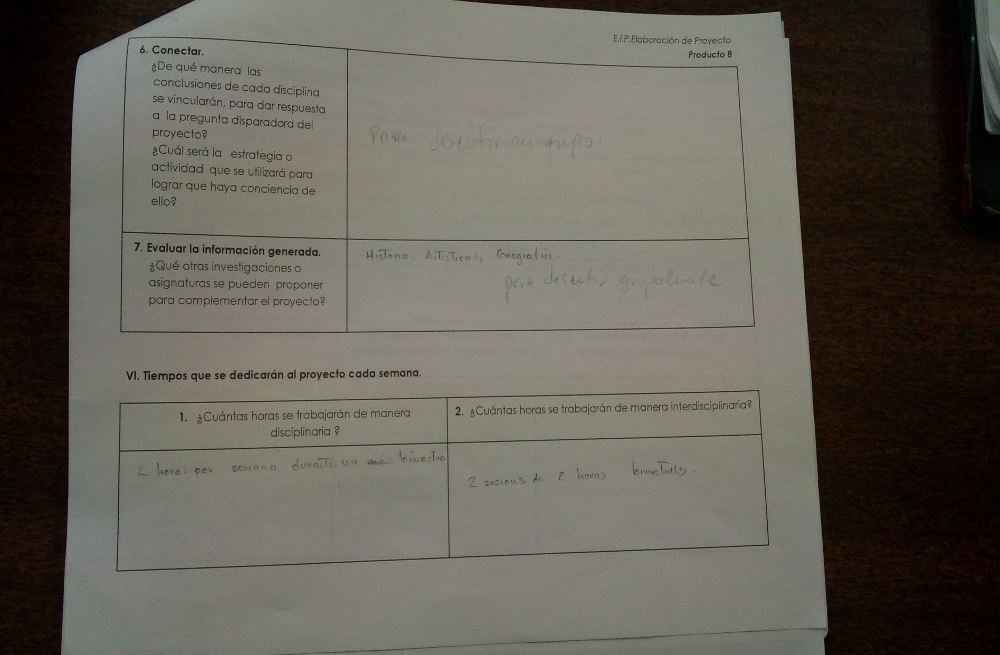 E.I.P.Elaboración de Proyecto
Producto 8
6. Conectar.
¿De qué manera las
conclusiones de cada disciplina
se vincularán, para dar respuesta
a la pregunta disparadora del
proyecto?
¿Cuál será la estrategia o
actividad que se utilizará para
lograr que haya conciencia de
ello?
Para discutir en grupo
7. Evaluar la información generada.
¿Qué otras investigaciones o
asignaturas se pueden proponer
para complementar el proyecto?
Historia, Artisticas, Geografia.
para discutir grupalmente
VI. Tiempos que se dedicarán al proyecto cada semana.
1. ¿Cuántas horas se trabajarán de manera
disciplinaria ?
2. ¿Cuántas horas se trabajarán de manera interdisciplinaria?
2 horas por semana durante un mes bimestre
2 sesions de 2 horas bimestrales.